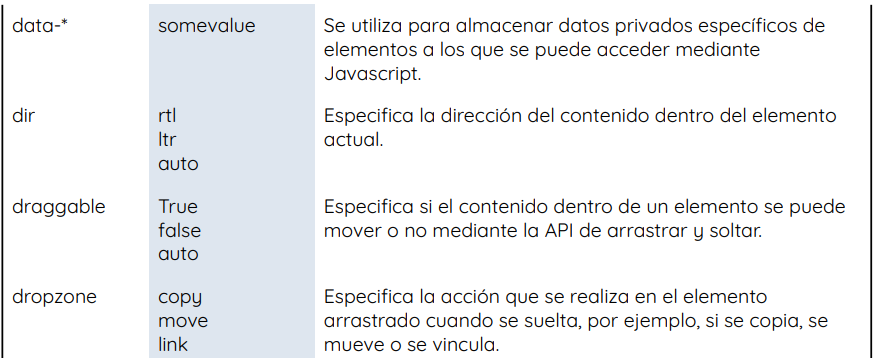 data-* somevalue Se utiliza para almacenar datos privados específicos de
elementos a los que se puede acceder mediante
Javascript.
dir rtl Especifica la dirección del contenido dentro del elemento
ltr actual.
auto
draggable True Especifica si el contenido dentro de un elemento se puede
false mover o no mediante la API de arrastrar y soltar.
auto
dropzone copy Especifica la acción que se realiza en el elemento
move arrastrado cuando se suelta, por ejemplo, si se copia, se
link mueve o se vincula.